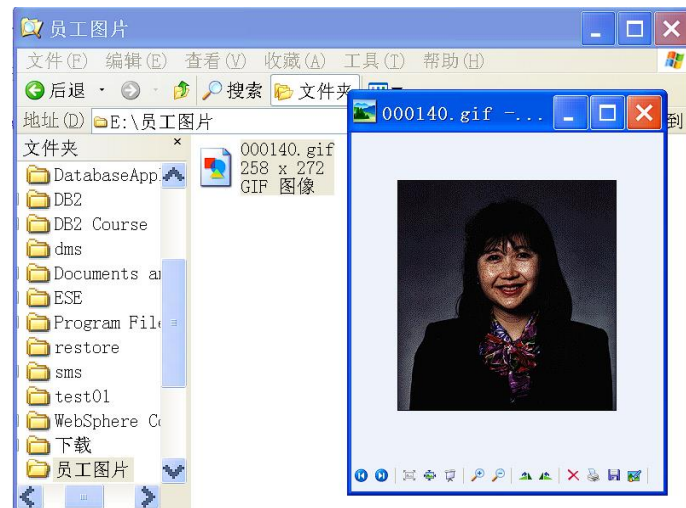 员工图片
文件(F) 编辑(E) 查看(V) 收藏(A) 工具(T) 帮助(H)
后退 搜索 文件夹
地址(D) E:\员工图片 到
000140.gif -...
文件夹 ×
000140.gif
258 x 272
GIF 图像
DatabaseApp
DB2
DB2 Course
dms
Documents a
ESE
Program File
restore
sms
test01
WebSphere Co
下载
员工图片